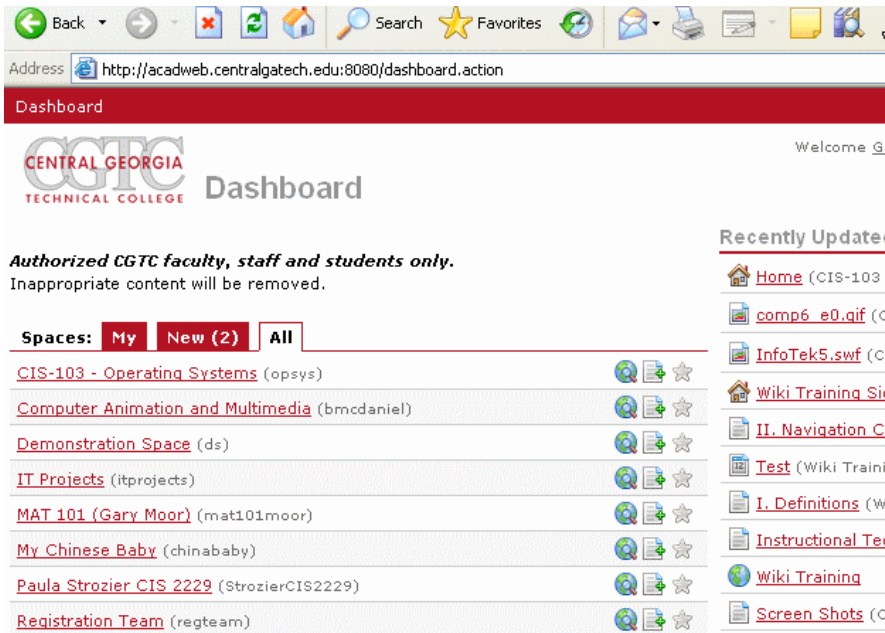 Back Search Favorites
Address http://acadweb.centralgatech.edu:8080/dashboard.action
Dashboard
Welcome G
CENTRAL GEORGIA
CGTC
TECHNICAL COLLEGE
Dashboard
Authorized CGTC faculty, staff and students only.
Inappropriate content will be removed.
Spaces: My New (2) All
CIS-103 - Operating Systems (opsys)
Computer Animation and Multimedia (bmcdaniel)
Demonstration Space (ds)
IT Projects (itprojects)
MAT 101 (Gary Moor) (mat101moor)
My Chinese Baby (chinababy)
Paula Strozier CIS 2229 (StrozierCIS2229)
Registration Team (regteam)
Recently Update
Home (CIS-103
comp6_e0.gif (
InfoTek5.swf (
Wiki Training
II. Navigation
Test (Wiki
I. Definitions (
Instructional
Wiki Training
Screen Shots (